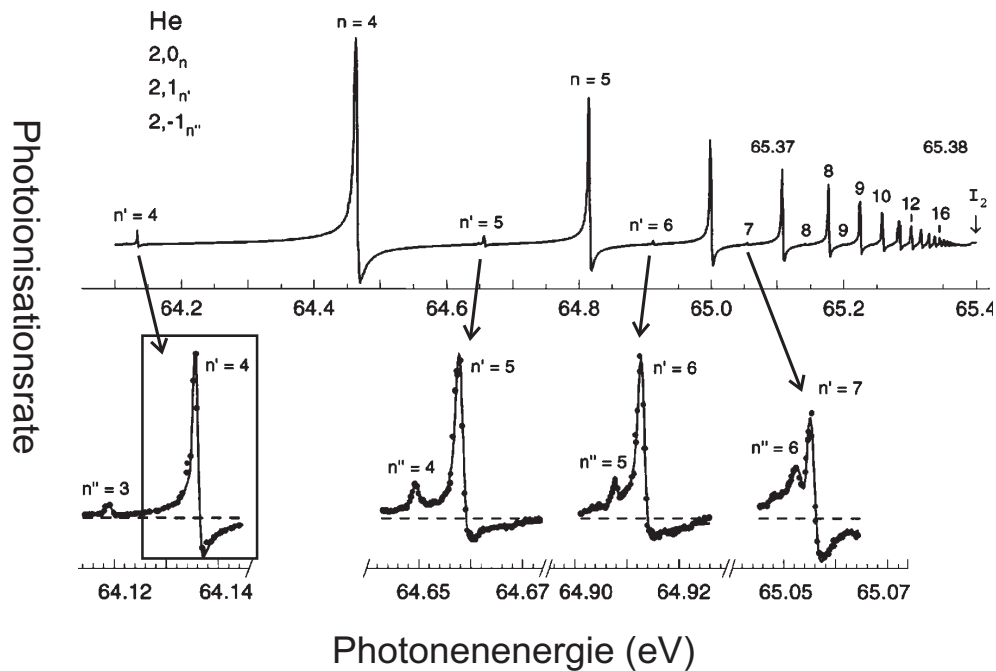 He
2,0n
2,1n'
2,-1n"
n = 4
n = 5
65.37
65.38
8
9
10
12
16
I2
n' = 4
n' = 5
n' = 6
7
8
9
64.2
64.4
64.6
64.8
65.0
65.2
65.4
Photoionisationsrate
n' = 4
n" = 3
n' = 5
n" = 4
n' = 6
n" = 5
n' = 7
n" = 6
64.12
64.14
64.65
64.67
64.90
64.92
65.05
65.07
Photonenenergie (eV)